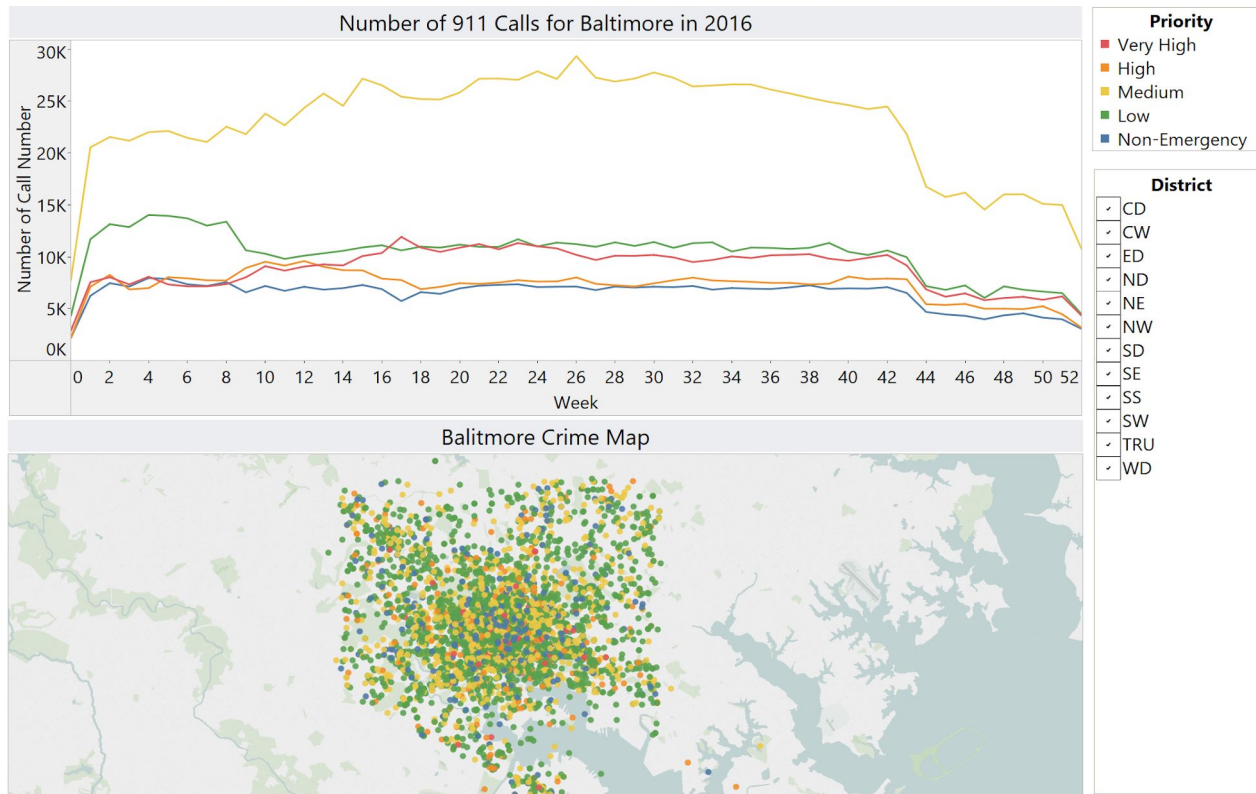 Number of 911 Calls for Baltimore in 2016
30K
25K
20K
15K
10K
5K
0K
Number of Call Number
0 2 4 6 8 10 12 14 16 18 20 22 24 26 28 30 32 34 36 38 40 42 44 46 48 50 52
Week
Balitmore Crime Map
Priority
Very High
High
Medium
Low
Non-Emergency
District
CD
CW
ED
ND
NE
NW
SD
SE
SS
SW
TRU
WD